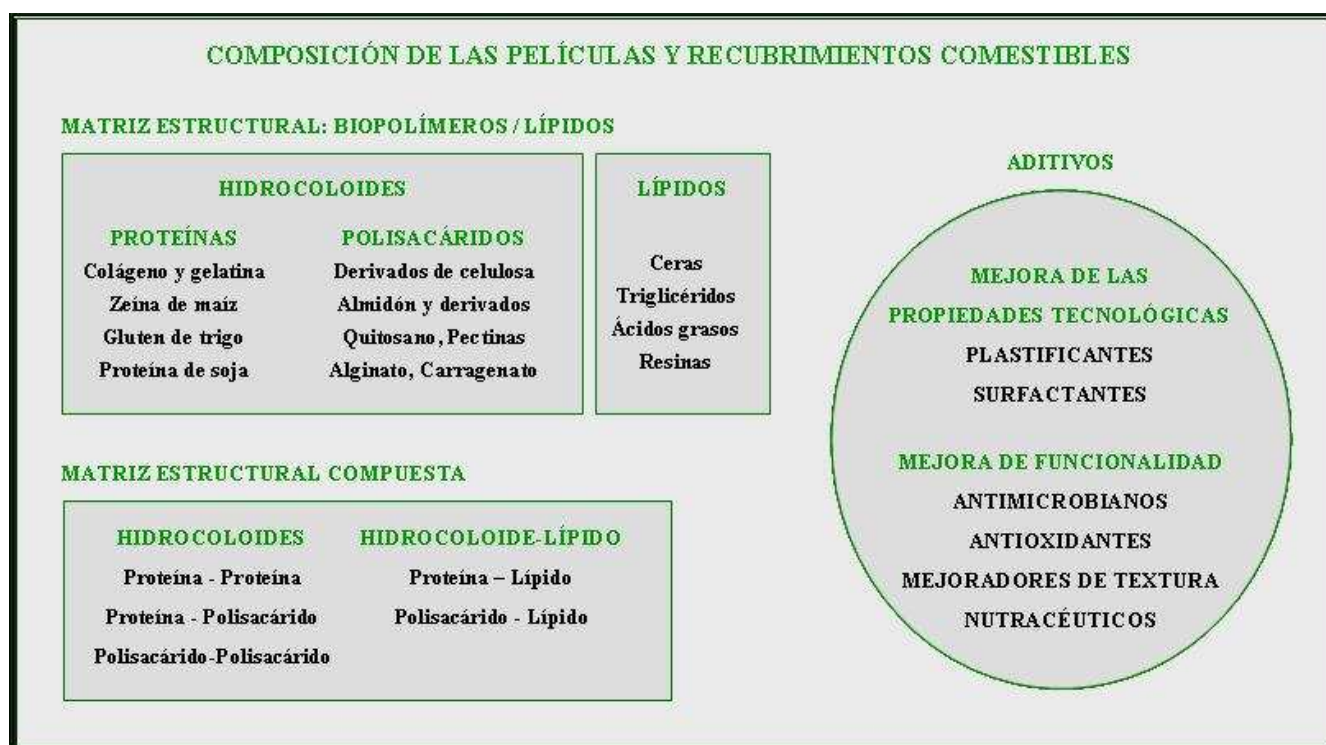 COMPOSICIÓN DE LAS PELÍCULAS Y RECUBRIMIENTOS COMESTIBLES
MATRIZ ESTRUCTURAL: BIOPOLÍMEROS / LÍPIDOS
HIDROCOLOIDES
PROTEÍNAS
Colágeno y gelatina
Zeína de maíz
Gluten de trigo
Proteína de soja
POLISACÁRIDOS
Derivados de celulosa
Almidón y derivados
Quitosano, Pectinas
Alginato, Carragenato
LÍPIDOS
Ceras
Triglicéridos
Ácidos grasos
Resinas
MATRIZ ESTRUCTURAL COMPUESTA
HIDROCOLOIDES
Proteína - Proteína
Proteína - Polisacárido
Polisacárido-Polisacárido
HIDROCOLOIDE-LÍPIDO
Proteína – Lípido
Polisacárido - Lípido
ADITIVOS
MEJORA DE LAS
PROPIEDADES TECNOLÓGICAS
PLASTIFICANTES
SURFACTANTES
MEJORA DE FUNCIONALIDAD
ANTIMICROBIANOS
ANTIOXIDANTES
MEJORADORES DE TEXTURA
NUTRACÉUTICOS